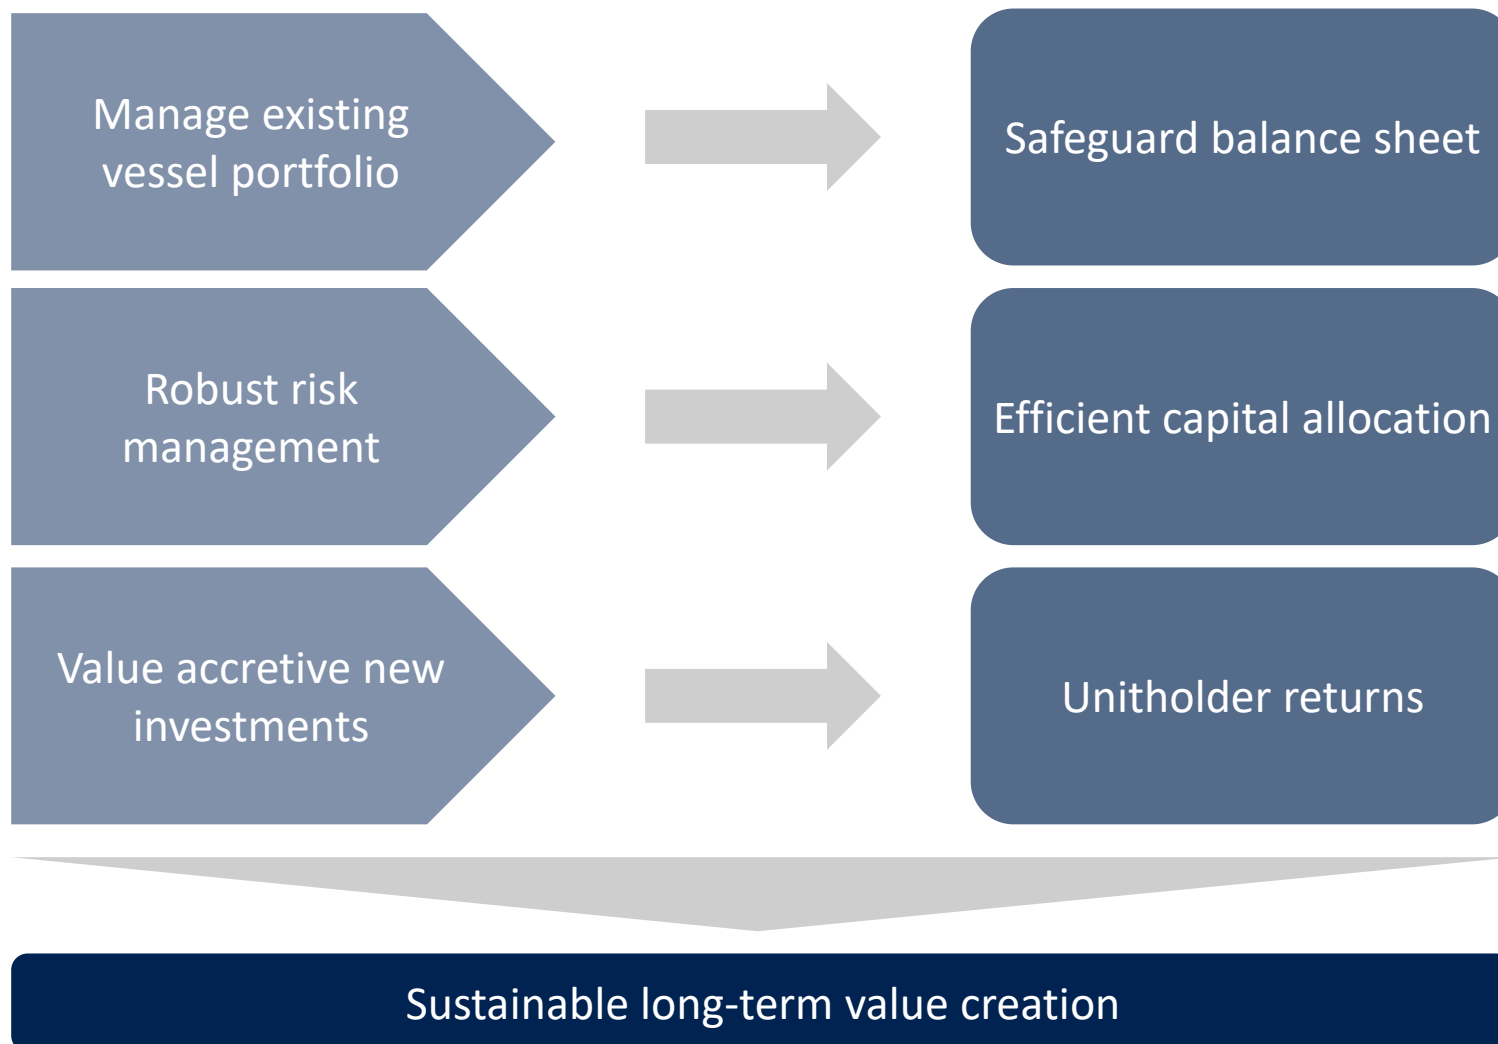 Manage existing
vessel portfolio
Safeguard balance sheet
Robust risk
management
Efficient capital allocation
Value accretive new
investments
Unitholder returns
Sustainable long-term value creation